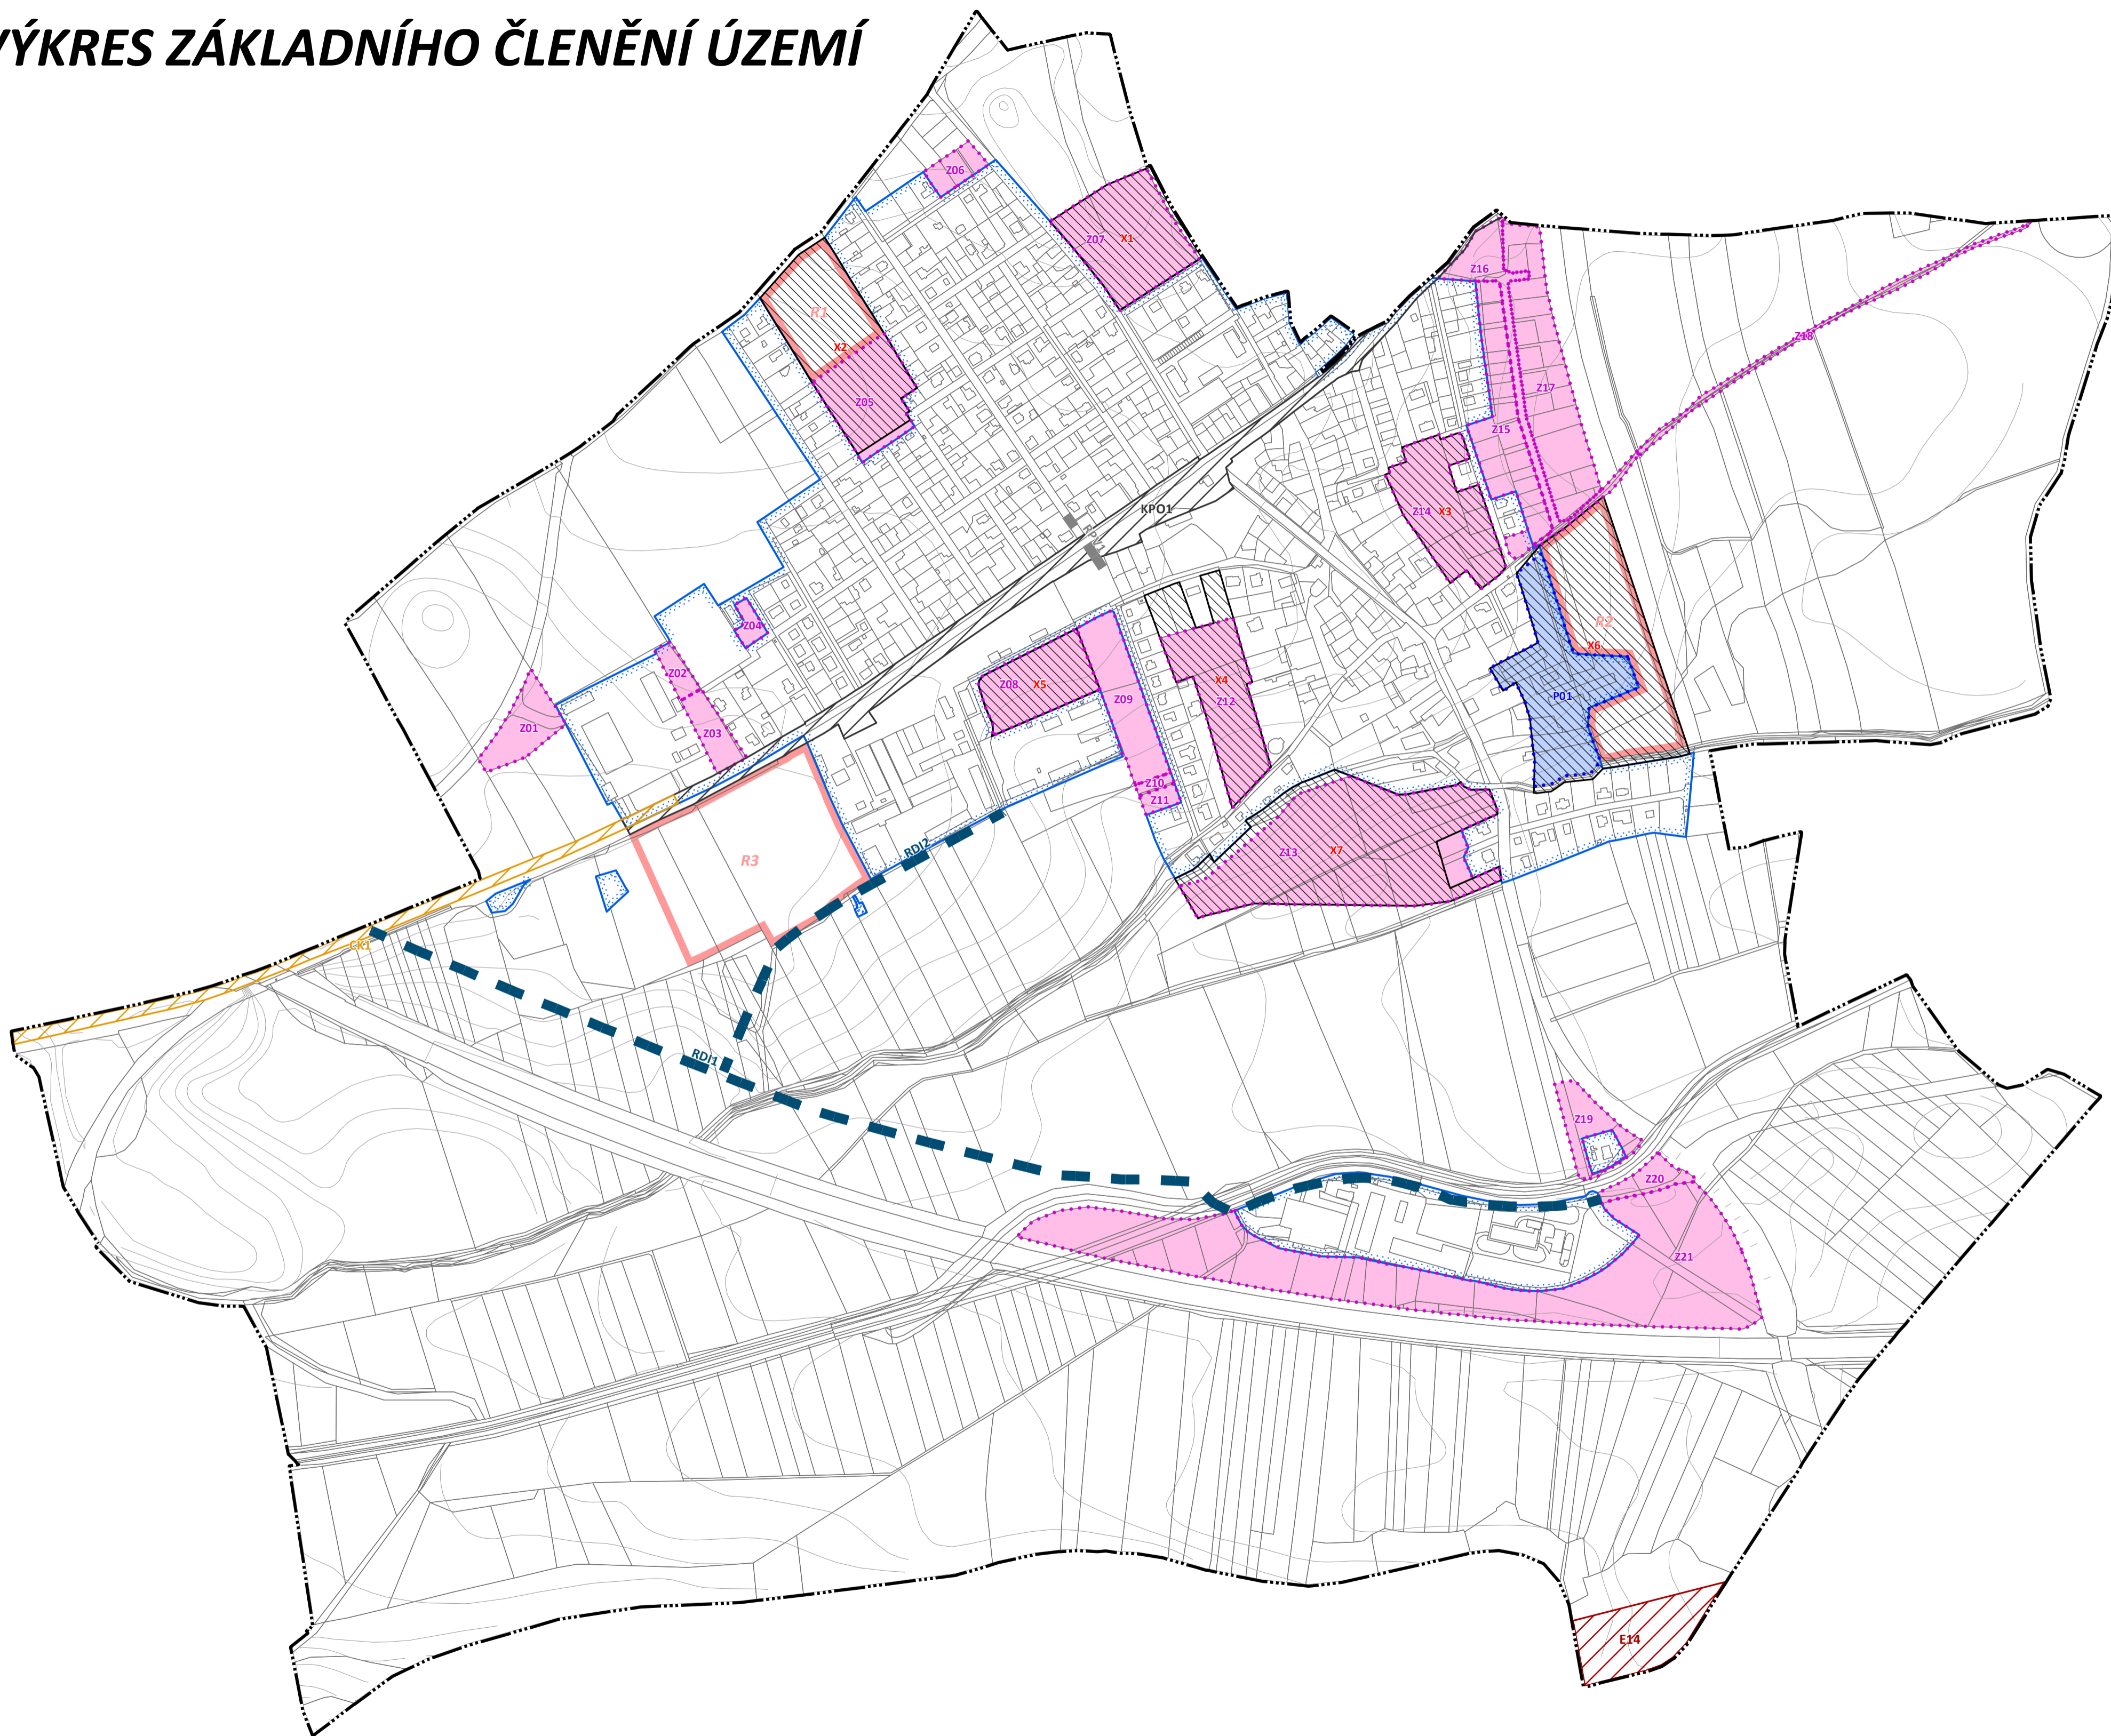 VÝKRES ZÁKLADNÍHO ČLENĚNÍ ÚZEMÍ
Z06
Z07
X1
Z16
R1
X2
Z05
Z18
Z17
Z15
Z14
X3
KPO1
Z04
R2
X6
Z02
Z08
X5
Z09
X4
Z12
P01
Z01
Z03
Z10
Z11
RDI2
R3
Z13
X7
CK1
RDI1
Z19
Z20
Z21
E14